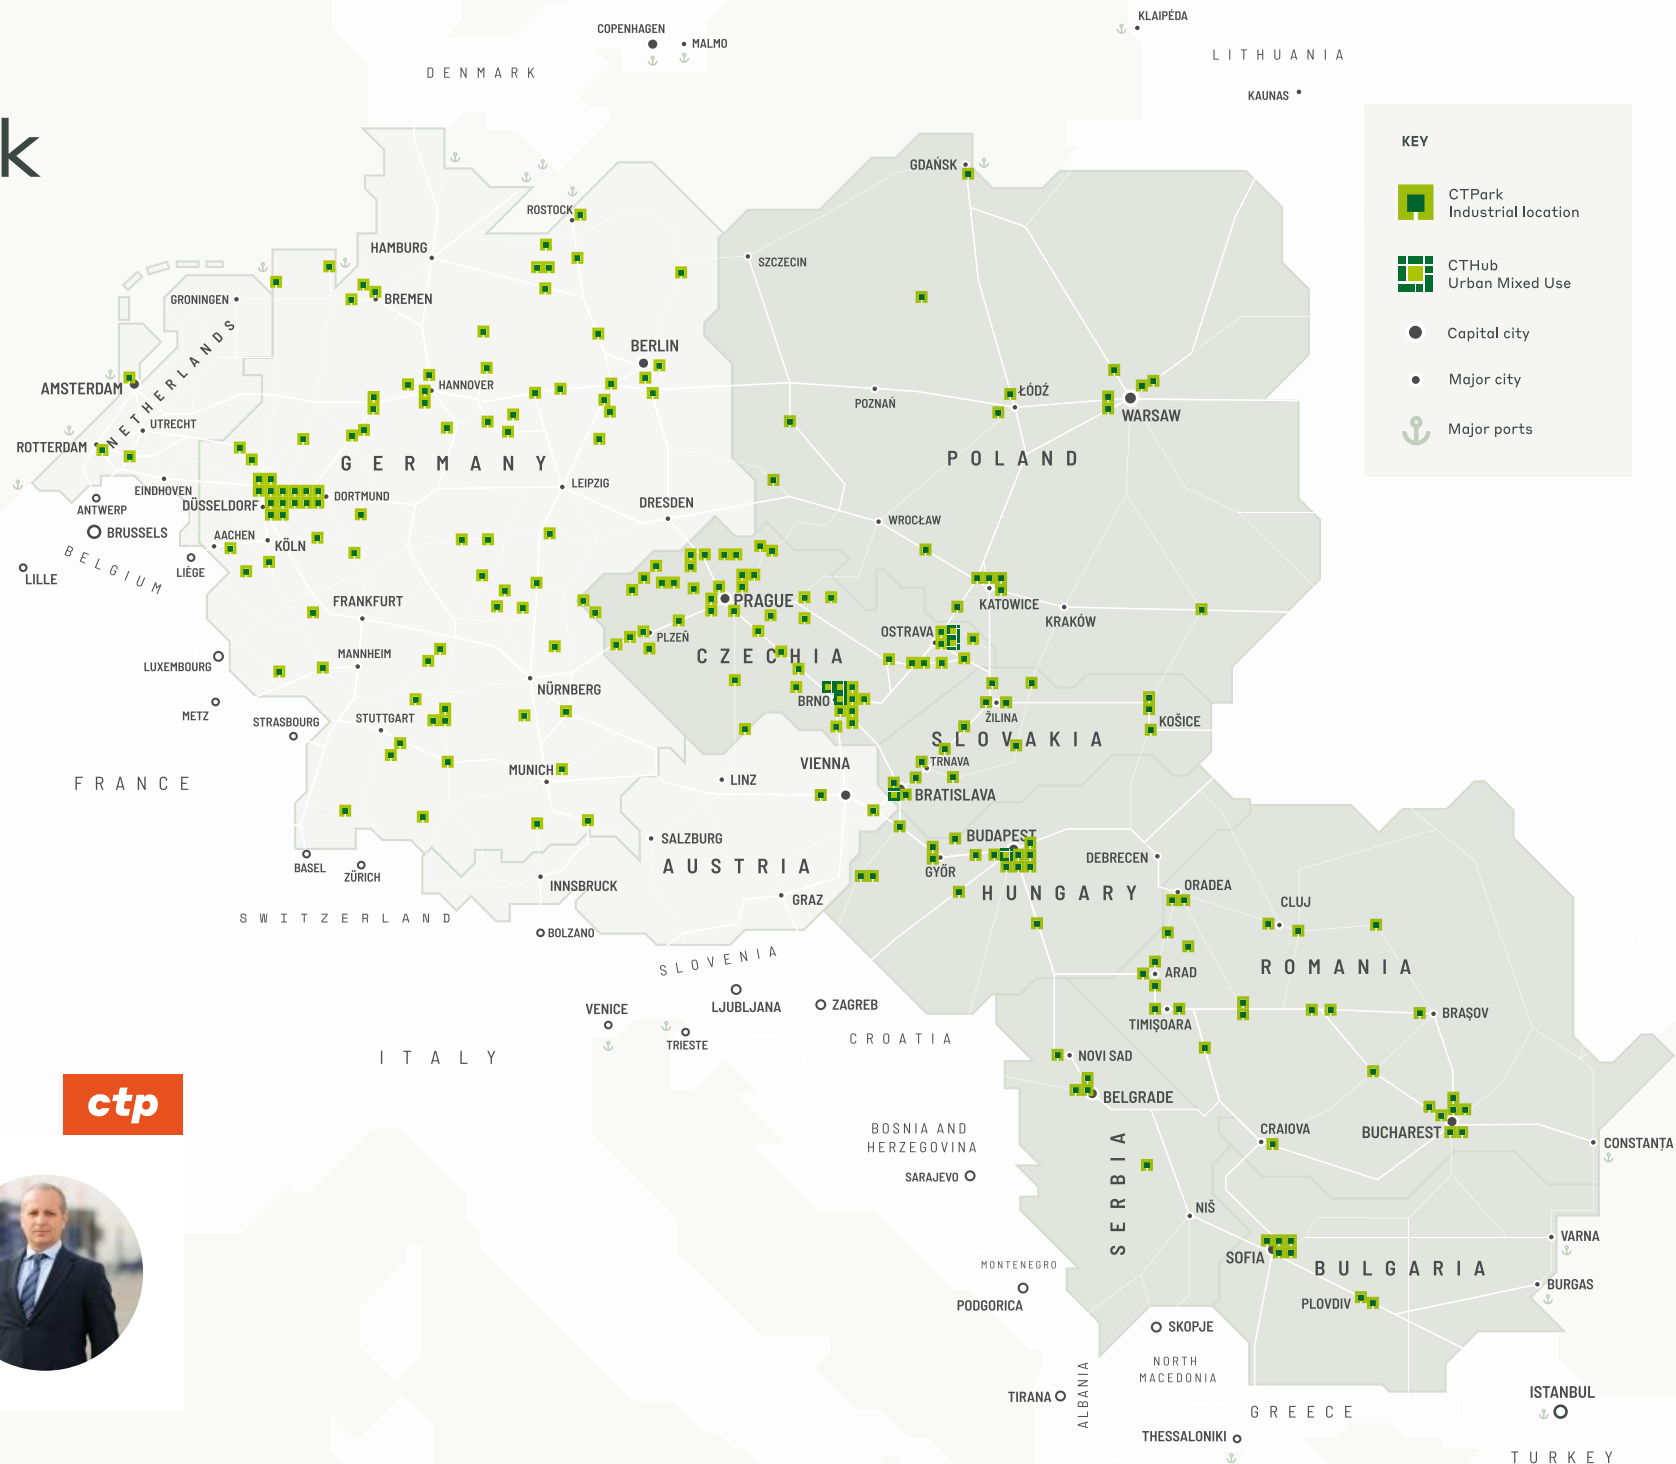 k
KEY
CTPark
Industrial location
CTHub
Urban Mixed Use
Capital city
Major city
Major ports
COPENHAGEN
MALMO
KLAIPÉDA
LITHUANIA
KAUNAS
DENMARK
GDAŃSK
ROSTOCK
HAMBURG
SZCZECIN
GRONINGEN
BREMEN
BERLIN
AMSTERDAM
NETHERLANDS
HANNOVER
POZNAŃ
ŁÓDŹ
WARSAW
UTRECHT
ROTTERDAM
GERMANY
POLAND
EINDHOVEN
LEIPZIG
ANTWERP
DÜSSELDORF
DORTMUND
DRESDEN
WROCŁAW
BRUSSELS
AACHEN
KÖLN
BELGIUM
LIÈGE
LILLE
FRANKFURT
PRAGUE
KATOWICE
KRAKÓW
PLZEŇ
OSTRAVA
CZECHIA
LUXEMBOURG
MANNHEIM
NÜRNBERG
BRNO
METZ
STRASBOURG
STUTTGART
ŽILINA
KOŠICE
SLOVAKIA
FRANCE
MUNICH
LINZ
VIENNA
TRNAVA
BRATISLAVA
SALZBURG
BUDAPEST
BASEL
ZÜRICH
AUSTRIA
GYŐR
DEBRECEN
INNSBRUCK
GRAZ
HUNGARY
ORADEA
CLUJ
SWITZERLAND
BOLZANO
SLOVENIA
ARAD
ROMANIA
VENICE
LJUBLJANA
ZAGREB
TIMIŞOARA
BRAŞOV
TRIESTE
CROATIA
ITALY
NOVI SAD
BELGRADE
ctp
BOSNIA AND
HERZEGOVINA
CRAIOVA
BUCHAREST
CONSTANȚA
SARAJEVO
SERBIA
NIŠ
SOFIA
VARNA
MONTENEGRO
BULGARIA
PODGORICA
PLOVDIV
BURGAS
SKOPJE
NORTH
MACEDONIA
TIRANA
ALBANIA
ISTANBUL
GREECE
THESSALONIKI
TURKEY